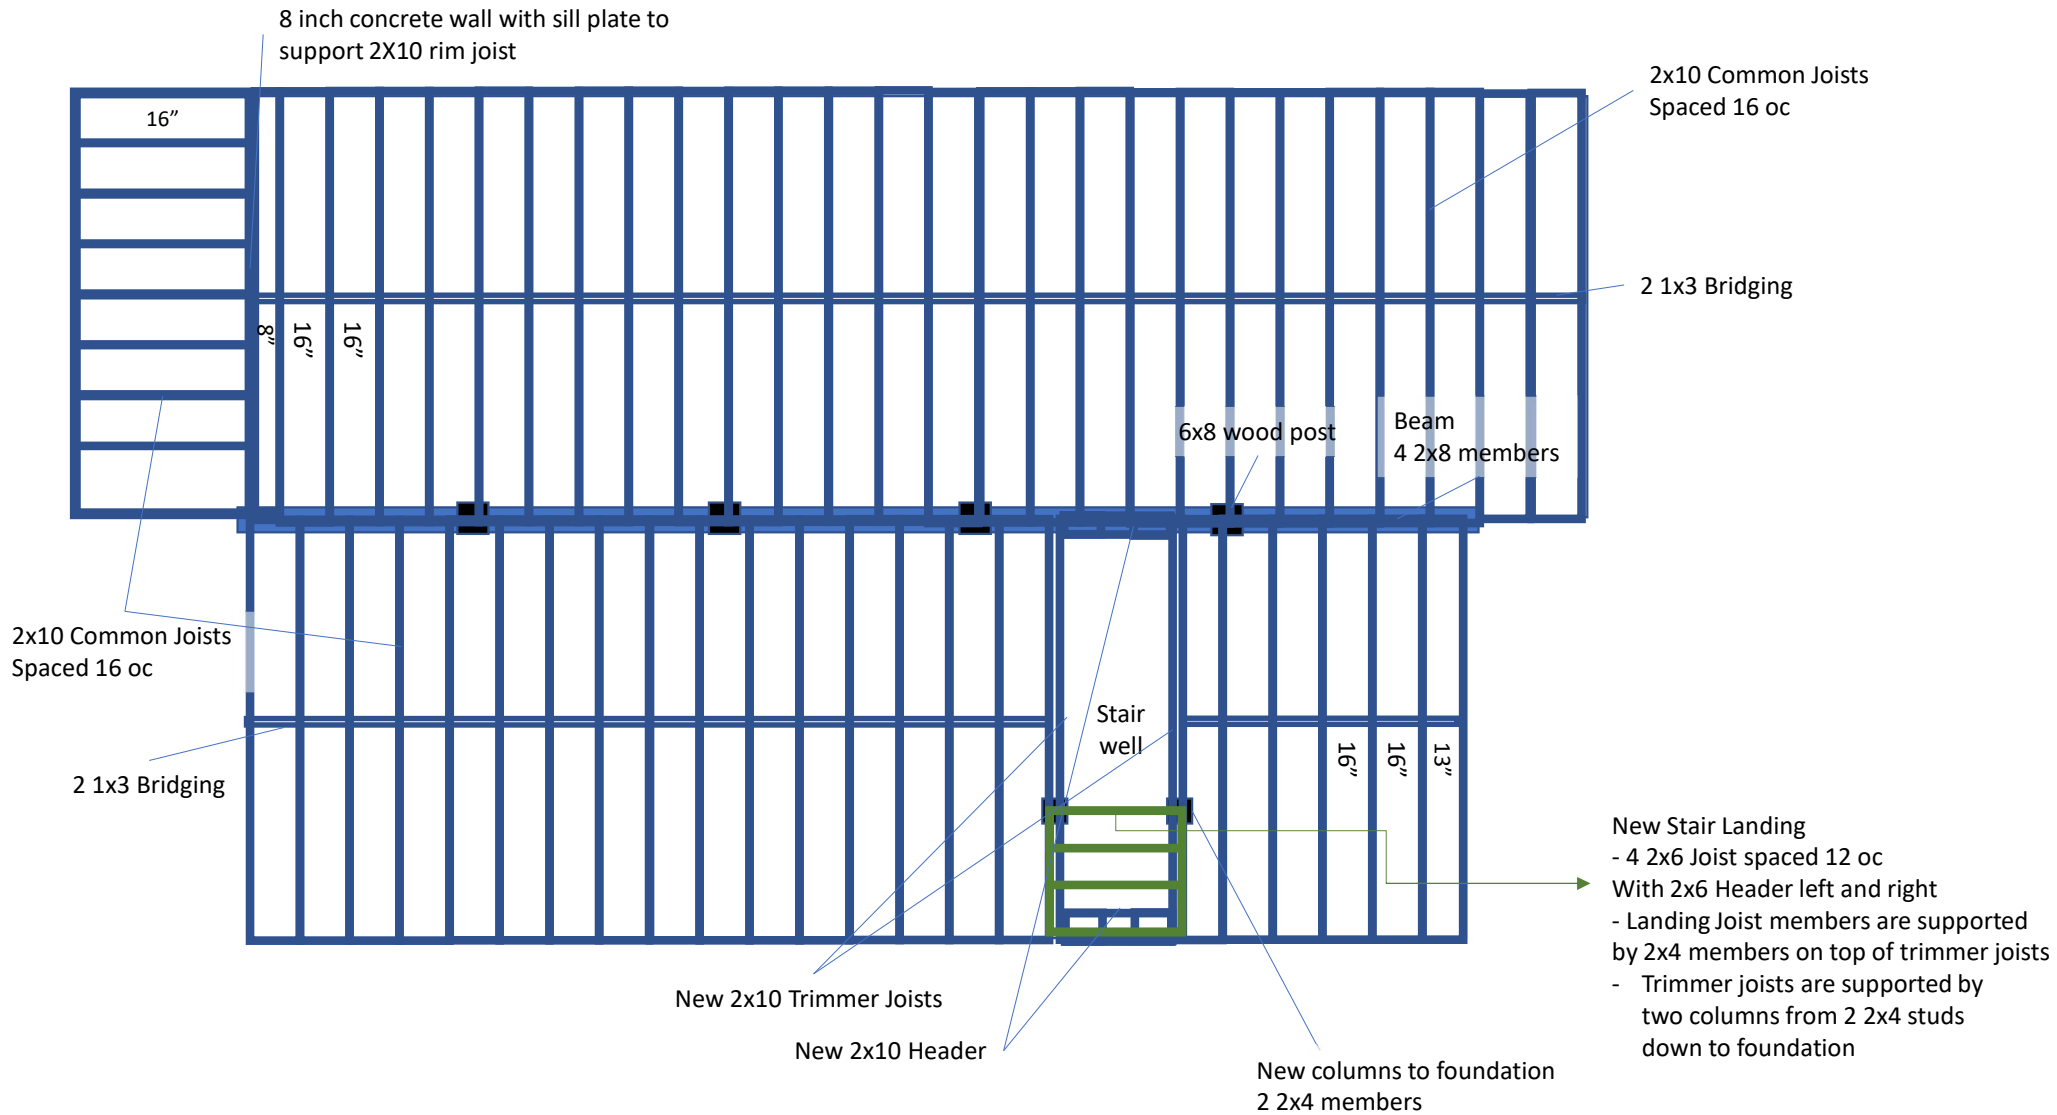 8 inch concrete wall with sill plate to
support 2X10 rim joist
2x10 Common Joists
Spaced 16 oc
16”
2 1x3 Bridging
8”
16”
16”
6x8 wood post
Beam
4 2x8 members
2x10 Common Joists
Spaced 16 oc
Stair
well
16”
16”
13”
2 1x3 Bridging
New Stair Landing
- 4 2x6 Joist spaced 12 oc
With 2x6 Header left and right
- Landing Joist members are supported
by 2x4 members on top of trimmer joists
- Trimmer joists are supported by
two columns from 2 2x4 studs
down to foundation
New 2x10 Trimmer Joists
New 2x10 Header
New columns to foundation
2 2x4 members